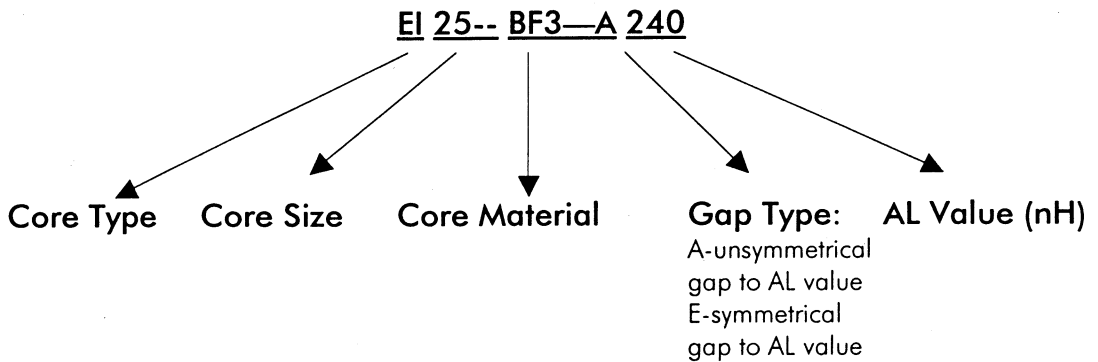 EI 25-- BF3—A 240
Core Type
Core Size
Core Material
Gap Type:
A-unsymmetrical
gap to AL value
E-symmetrical
gap to AL value
AL Value (nH)